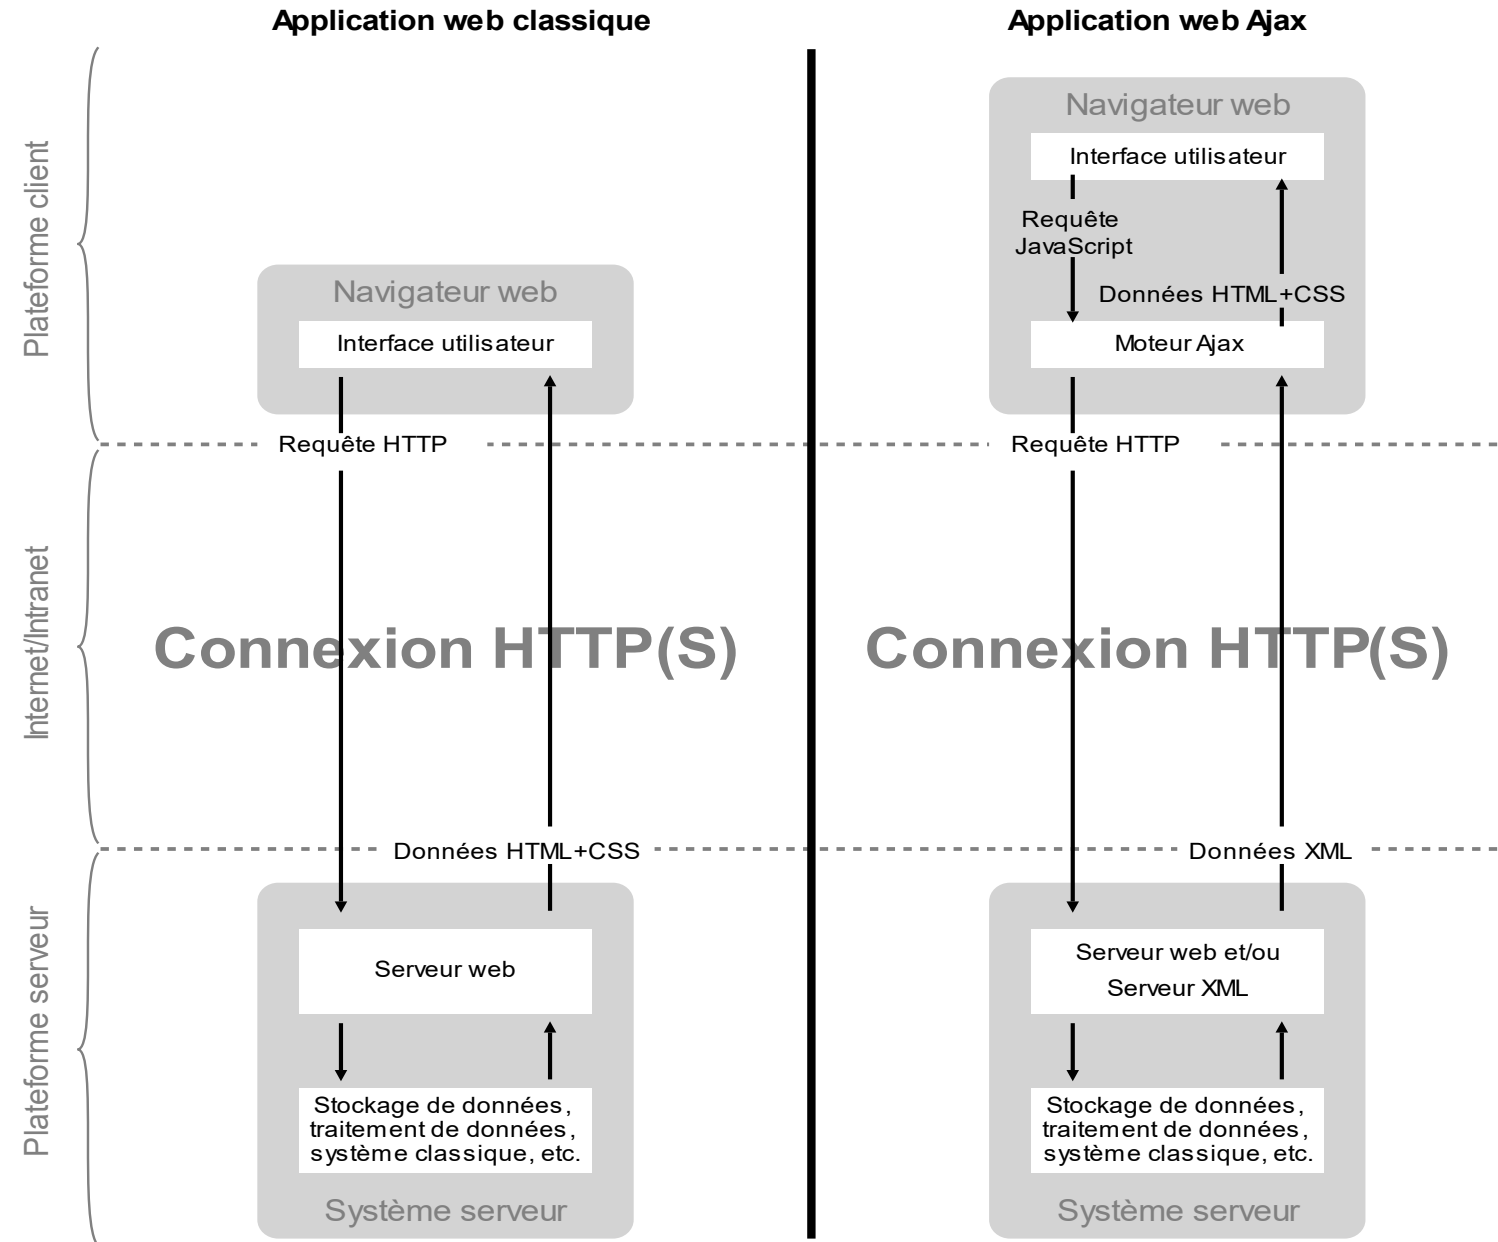 Application web classique
Application web Ajax
Plateforme client
Internet/Intranet
Plateforme serveur
Navigateur web
Interface utilisateur
Requête HTTP
Connexion HTTP(S)
Données HTML+CSS
Serveur web
Stockage de données,
traitement de données,
système classique, etc.
Système serveur
Navigateur web
Interface utilisateur
Requête
JavaScript
Données HTML+CSS
Moteur Ajax
Requête HTTP
Connexion HTTP(S)
Données XML
Serveur web et/ou
Serveur XML
Stockage de données,
traitement de données,
système classique, etc.
Système serveur